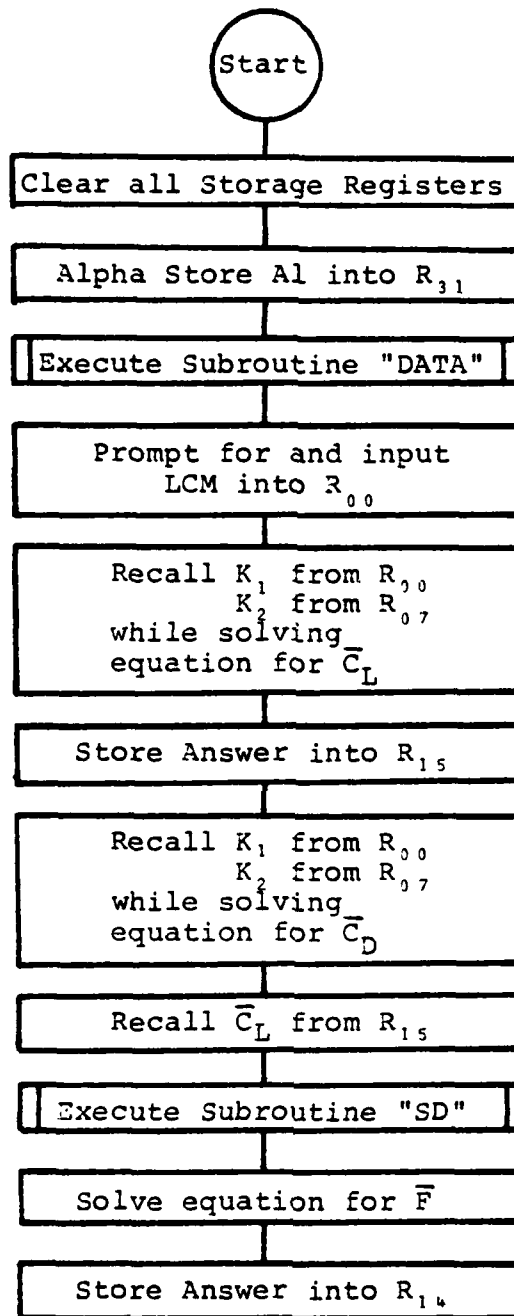 Start
Clear all Storage Registers
Alpha Store Al into R₃₁
Execute Subroutine "DATA"
Prompt for and input
LCM into R₀₀
Recall K₁ from R₀₀
K₂ from R₀₇
while solving
equation for C̅_L
Store Answer into R₁₅
Recall K₁ from R₀₀
K₂ from R₀₇
while solving
equation for C̅_D
Recall C̅_L from R₁₅
Execute Subroutine "SD"
Solve equation for F̅
Store Answer into R₁₄